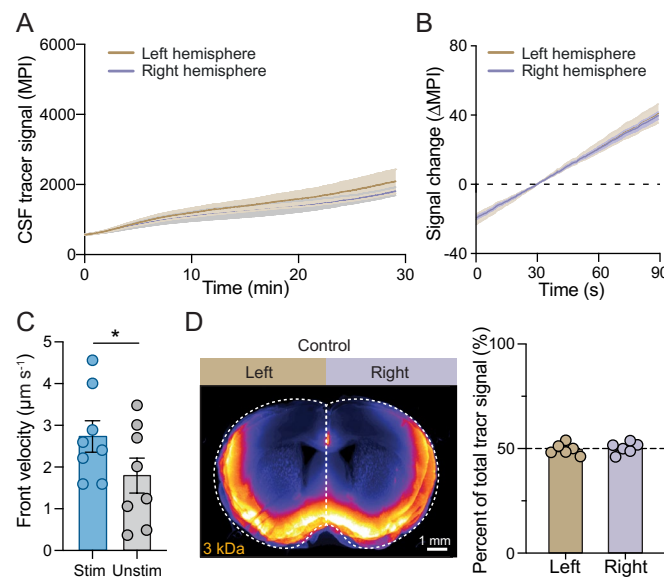 A
CSF tracer signal (MPI)
6000
4000
2000
0
Left hemisphere
Right hemisphere
0 10 20 30
Time (min)
B
Signal change (ΔMPI)
80
40
0
-40
Left hemisphere
Right hemisphere
0 30 60 90
Time (s)
C
Front velocity (μm s⁻¹)
5
4
3
2
1
0
*
Stim Unstim
D
Control
Left Right
3 kDa
1 mm
Percent of total tracr signal (%)
100
50
0
Left Right